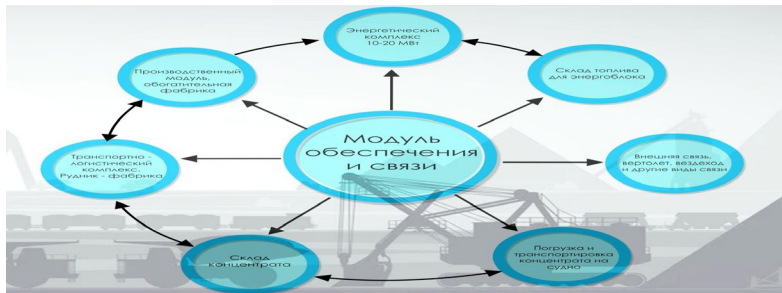 Энергетический
комплекс
10-20 МВт
Производственный
модуль,
обогатительная
фабрика
Склад топлива
для энергоблока
Модуль
обеспечения
и связи
Транспортно -
логистический
комплекс.
Рудник - фабрика
Внешняя связь,
вертолет, вездеход
и другие виды связи
Склад
концентрата
Погрузка и
транспортировка
концентрата на
судно